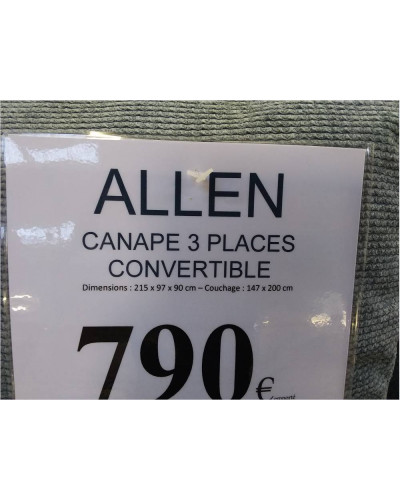 ALLEN
CANAPE 3 PLACES
CONVERTIBLE
Dimensions : 215 x 97 x 90 cm – Couchage : 147 x 200 cm
790€